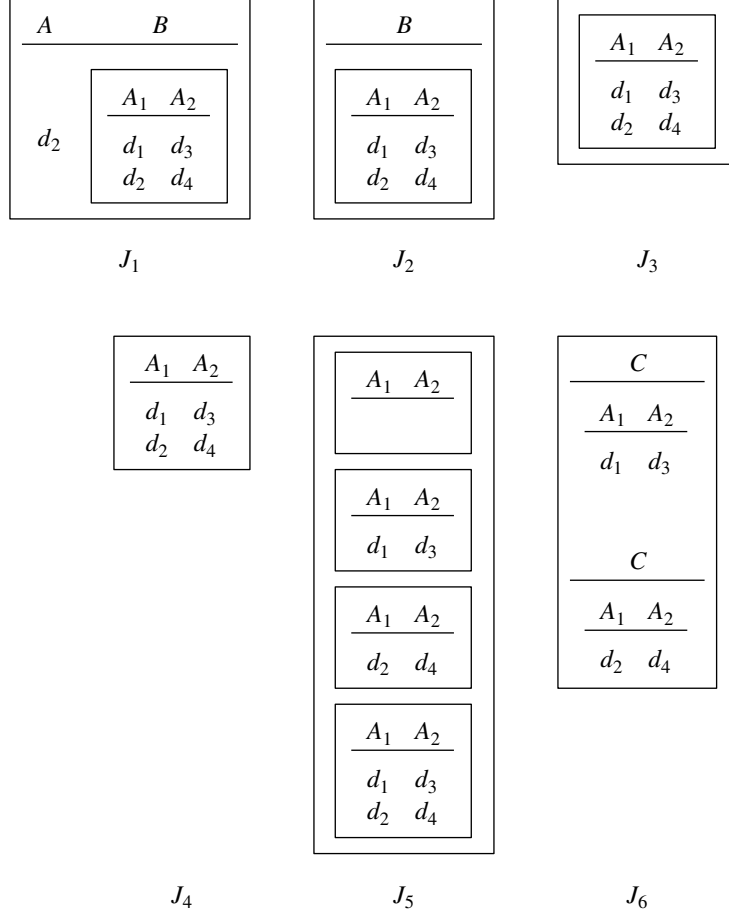 A B
A₁ A₂
d₂
d₁ d₃
d₂ d₄
J₁
B
A₁ A₂
d₁ d₃
d₂ d₄
J₂
A₁ A₂
d₁ d₃
d₂ d₄
J₃
A₁ A₂
d₁ d₃
d₂ d₄
J₄
A₁ A₂
A₁ A₂
d₁ d₃
A₁ A₂
d₂ d₄
A₁ A₂
d₁ d₃
d₂ d₄
J₅
C
A₁ A₂
d₁ d₃
C
A₁ A₂
d₂ d₄
J₆